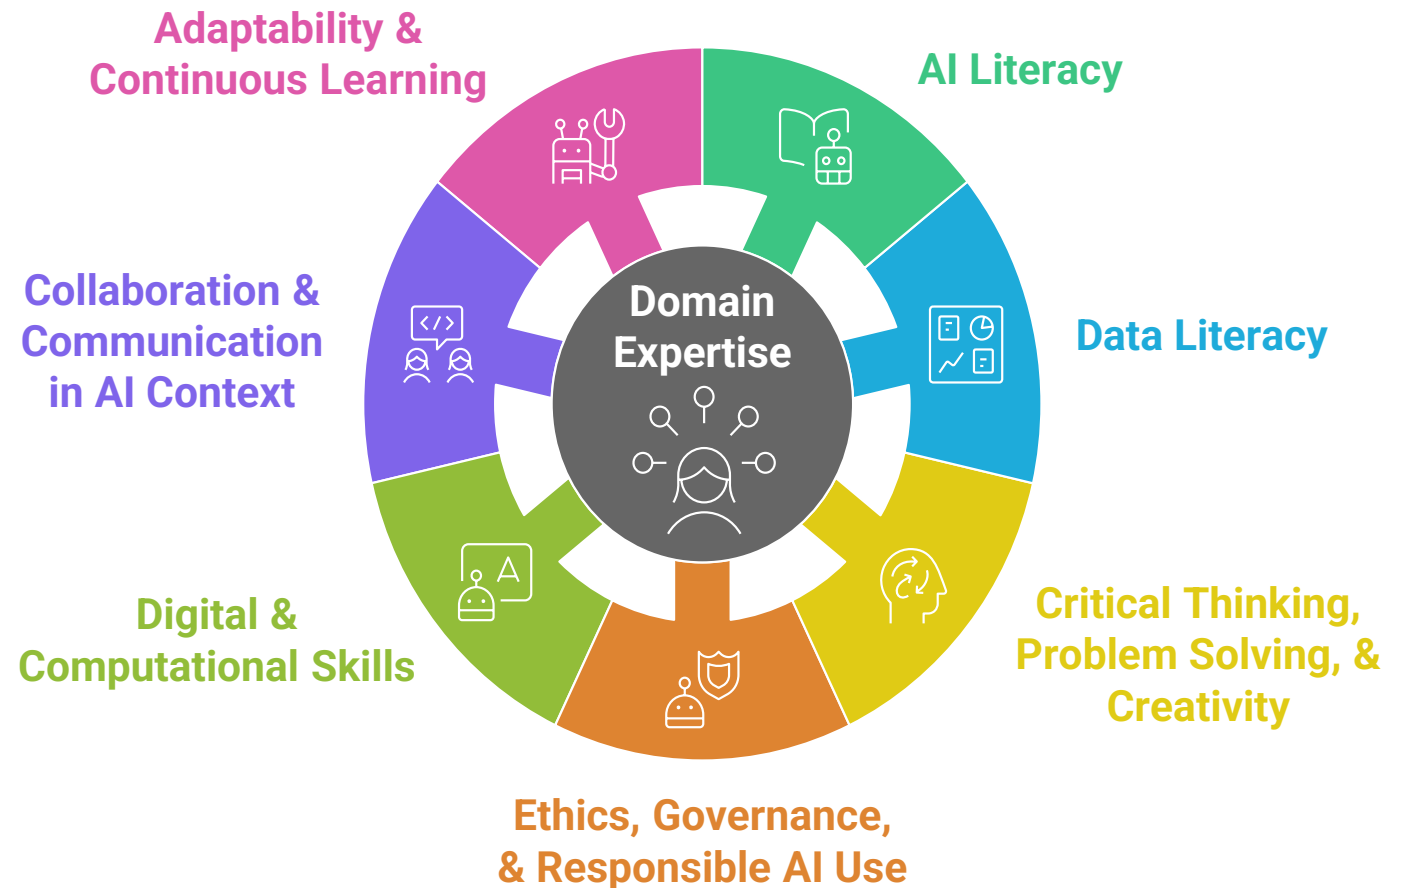 Adaptability &
Continuous Learning
AI Literacy
Collaboration &
Communication
in AI Context
Domain
Expertise
Data Literacy
</>
A
Digital &
Computational Skills
Critical Thinking,
Problem Solving, &
Creativity
Ethics, Governance,
& Responsible AI Use